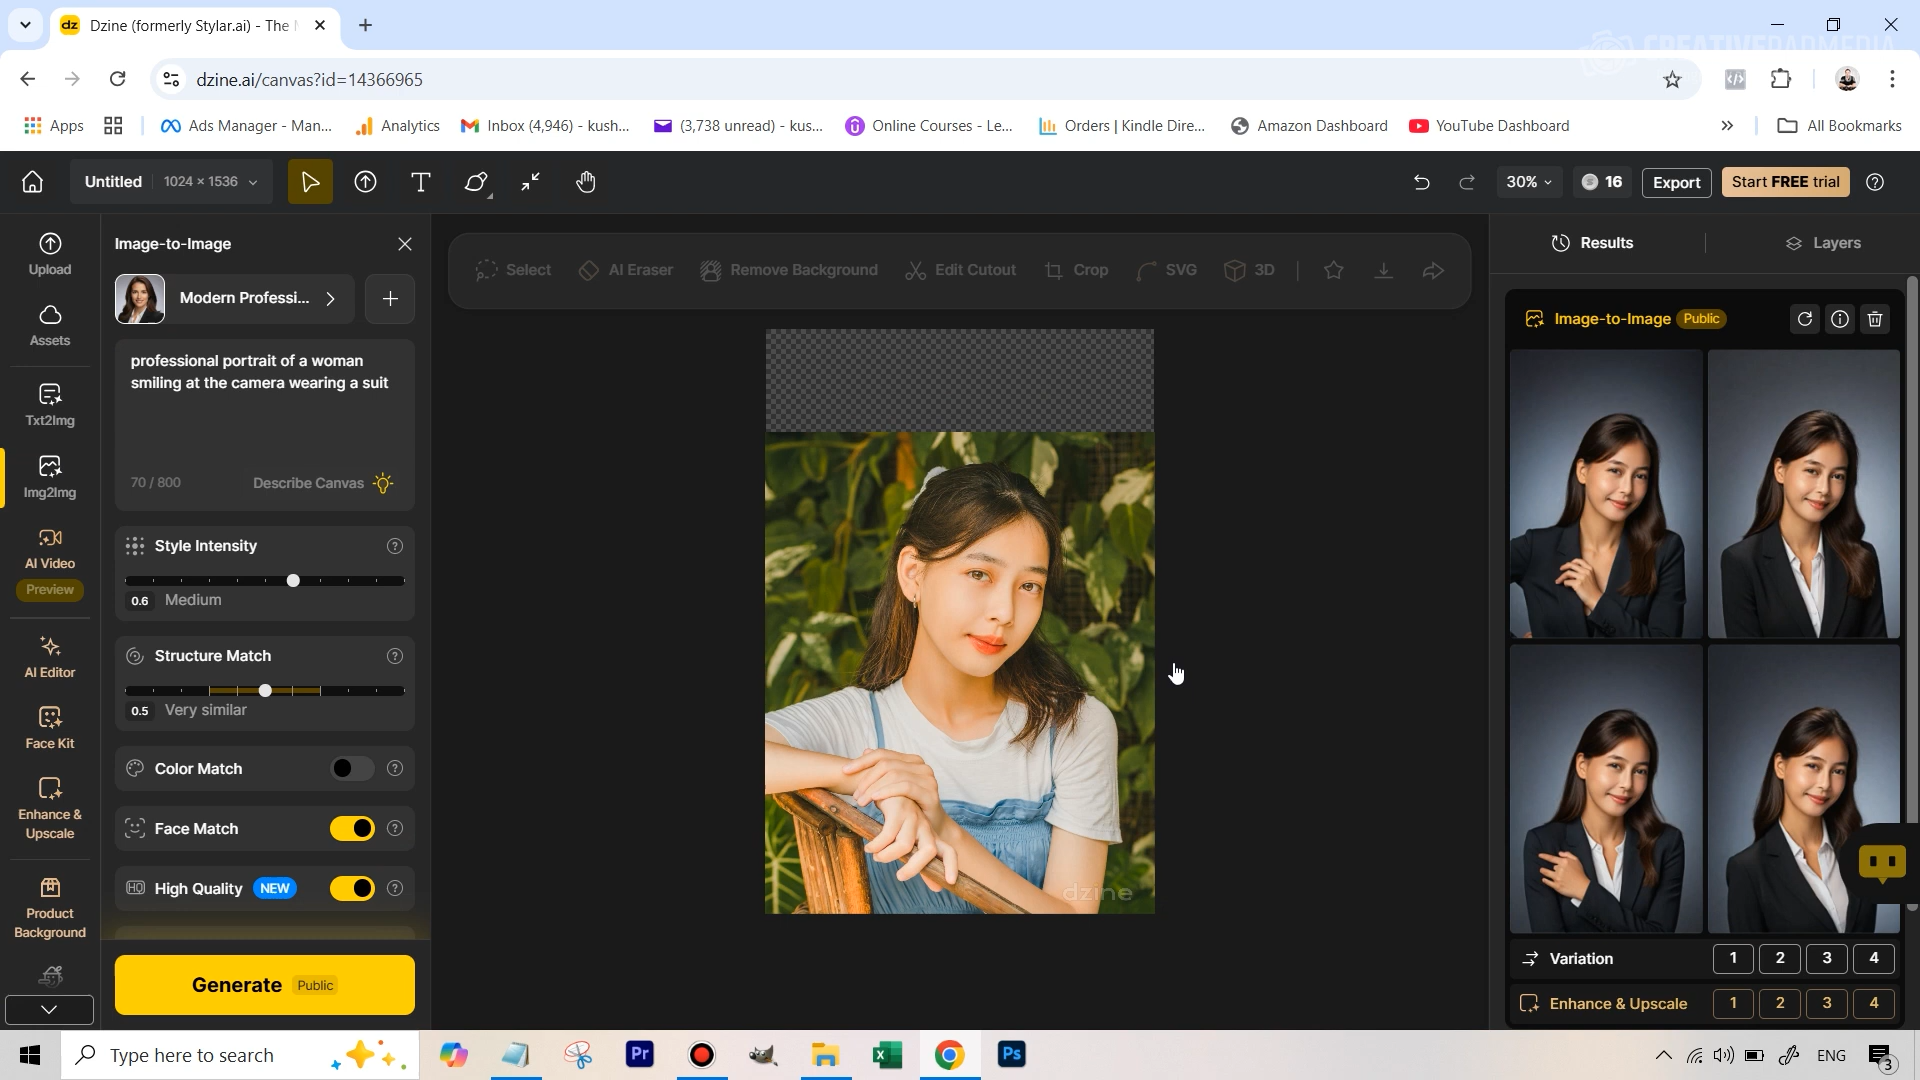 dz Dzine (formerly Stylar.ai) - The
CREATIVEDADMEDIA
dzine.ai/canvas?id=14366965
Apps
Ads Manager - Man...
Analytics
Inbox (4,946) - kush...
(3,738 unread) - kus...
Online Courses - Le...
Orders | Kindle Dire...
Amazon Dashboard
YouTube Dashboard
All Bookmarks
Untitled 1024 × 1536
30%
16
Export
Start FREE trial
Upload
Assets
Txt2Img
Img2Img
AI Video
Preview
AI Editor
Face Kit
Enhance &
Upscale
Product
Background
Image-to-Image
Modern Professi...
professional portrait of a woman
smiling at the camera wearing a suit
70 / 800
Describe Canvas
Style Intensity
0.6 Medium
Structure Match
0.5 Very similar
Color Match
Face Match
HQ High Quality NEW
Generate Public
Select
AI Eraser
Remove Background
Edit Cutout
Crop
SVG
3D
dzine
Results
Layers
Image-to-Image Public
Variation 1 2 3 4
Enhance & Upscale 1 2 3 4
Type here to search
Pr
Ps
ENG
3